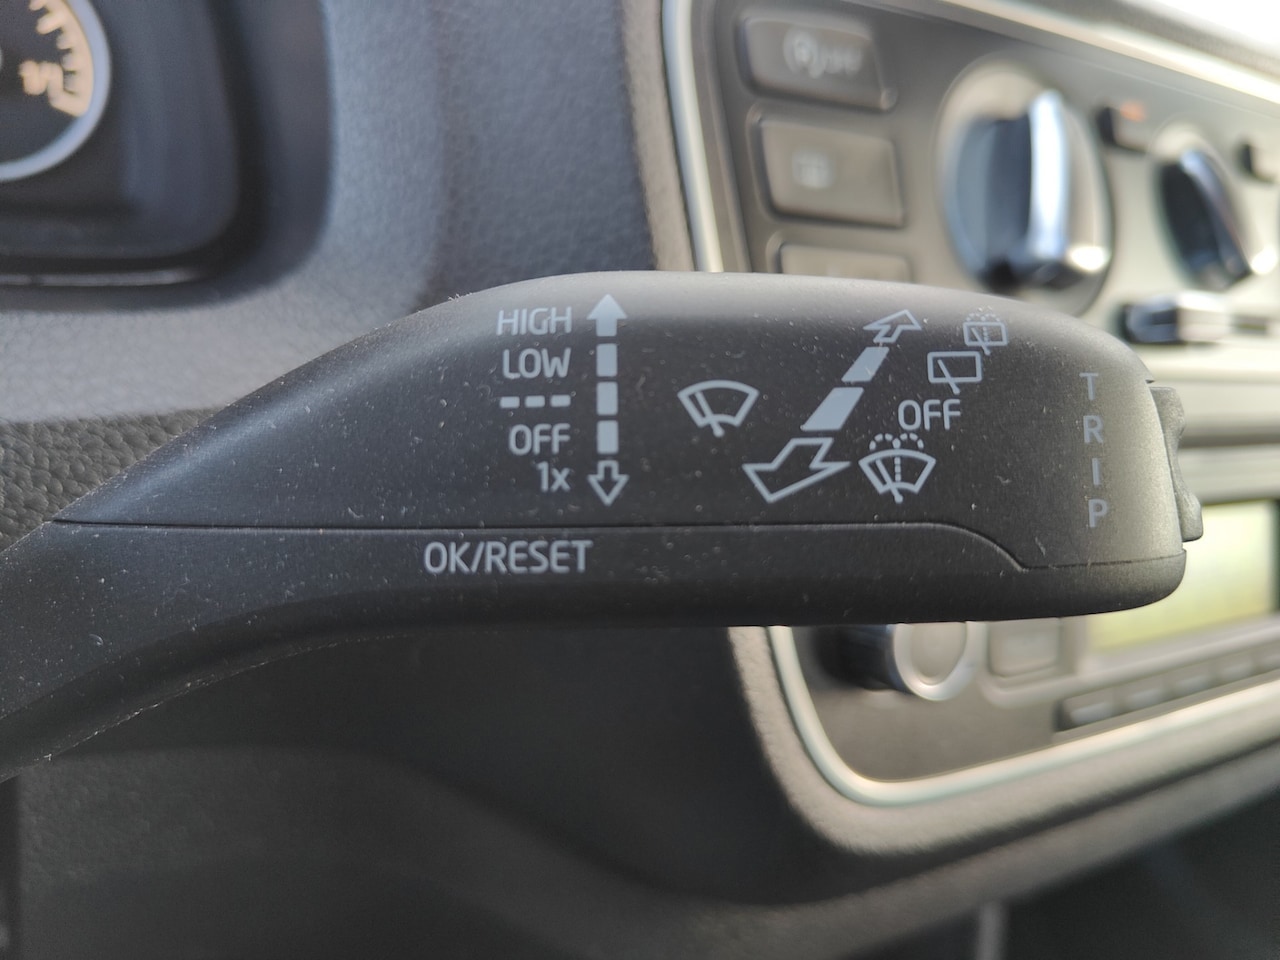 HIGH
LOW
---
OFF
1x
OFF
TRIP
OK/RESET